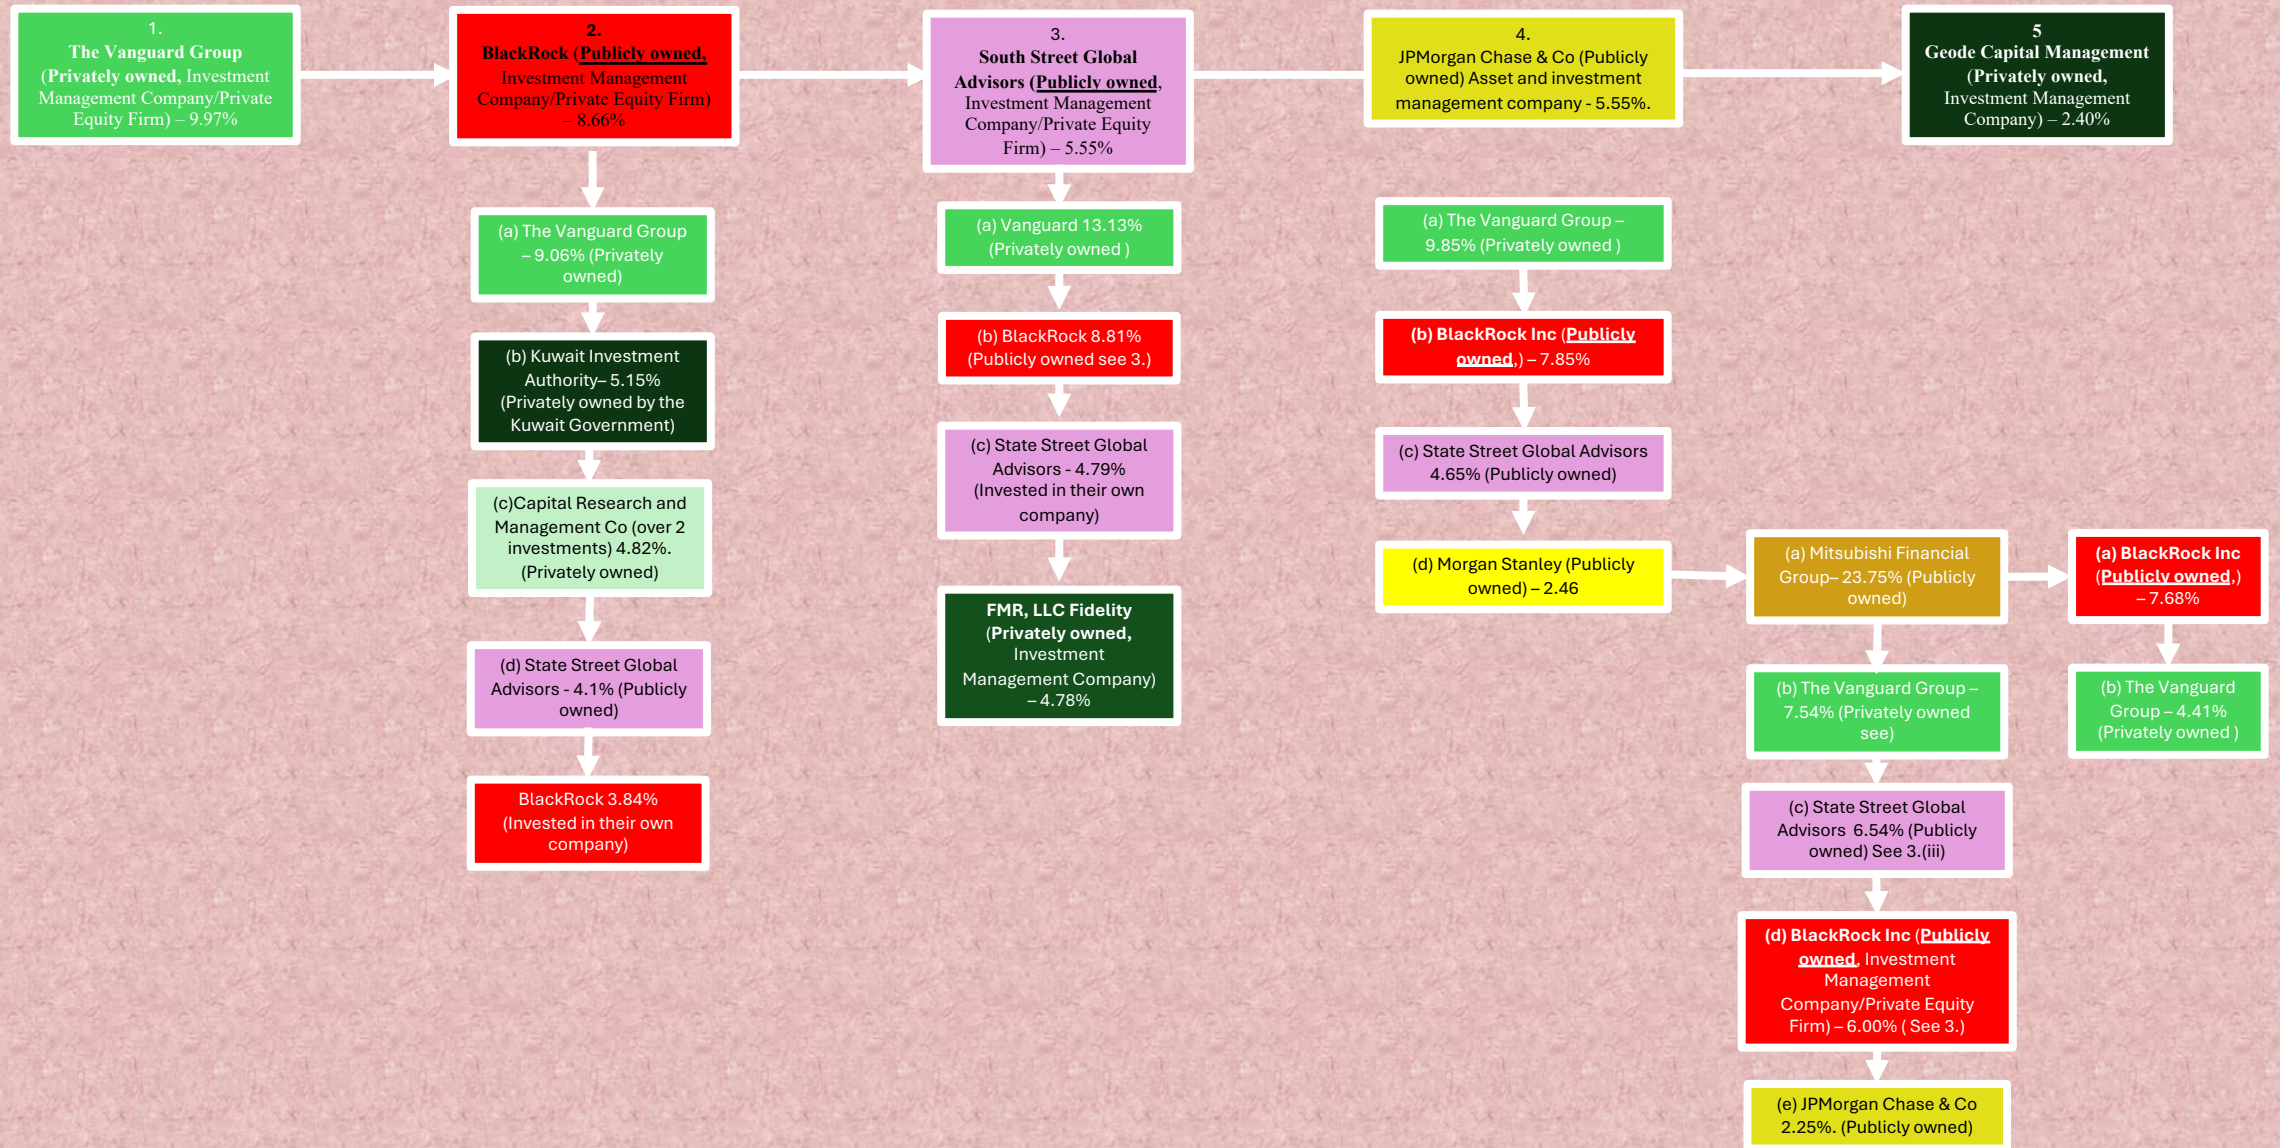 1.
The Vanguard Group
(Privately owned, Investment
Management Company/Private
Equity Firm) – 9.97%
2.
BlackRock (Publicly owned,
Investment Management
Company/Private Equity Firm)
– 8.66%
3.
South Street Global
Advisors (Publicly owned,
Investment Management
Company/Private Equity
Firm) – 5.55%
4.
JPMorgan Chase & Co (Publicly
owned) Asset and investment
management company - 5.55%.
5
Geode Capital Management
(Privately owned,
Investment Management
Company) – 2.40%
(a) The Vanguard Group
– 9.06% (Privately
owned)
(b) Kuwait Investment
Authority– 5.15%
(Privately owned by the
Kuwait Government)
(c)Capital Research and
Management Co (over 2
investments) 4.82%.
(Privately owned)
(d) State Street Global
Advisors - 4.1% (Publicly
owned)
BlackRock 3.84%
(Invested in their own
company)
(a) Vanguard 13.13%
(Privately owned )
(b) BlackRock 8.81%
(Publicly owned see 3.)
(c) State Street Global
Advisors - 4.79%
(Invested in their own
company)
FMR, LLC Fidelity
(Privately owned,
Investment
Management Company)
– 4.78%
(a) The Vanguard Group –
9.85% (Privately owned )
(b) BlackRock Inc (Publicly
owned,) – 7.85%
(c) State Street Global Advisors
4.65% (Publicly owned)
(d) Morgan Stanley (Publicly
owned) – 2.46
(a) Mitsubishi Financial
Group– 23.75% (Publicly
owned)
(b) The Vanguard Group –
7.54% (Privately owned
see)
(c) State Street Global
Advisors 6.54% (Publicly
owned) See 3.(iii)
(d) BlackRock Inc (Publicly
owned, Investment
Management
Company/Private Equity
Firm) – 6.00% ( See 3.)
(e) JPMorgan Chase & Co
2.25%. (Publicly owned)
(a) BlackRock Inc
(Publicly owned,)
– 7.68%
(b) The Vanguard
Group – 4.41%
(Privately owned )